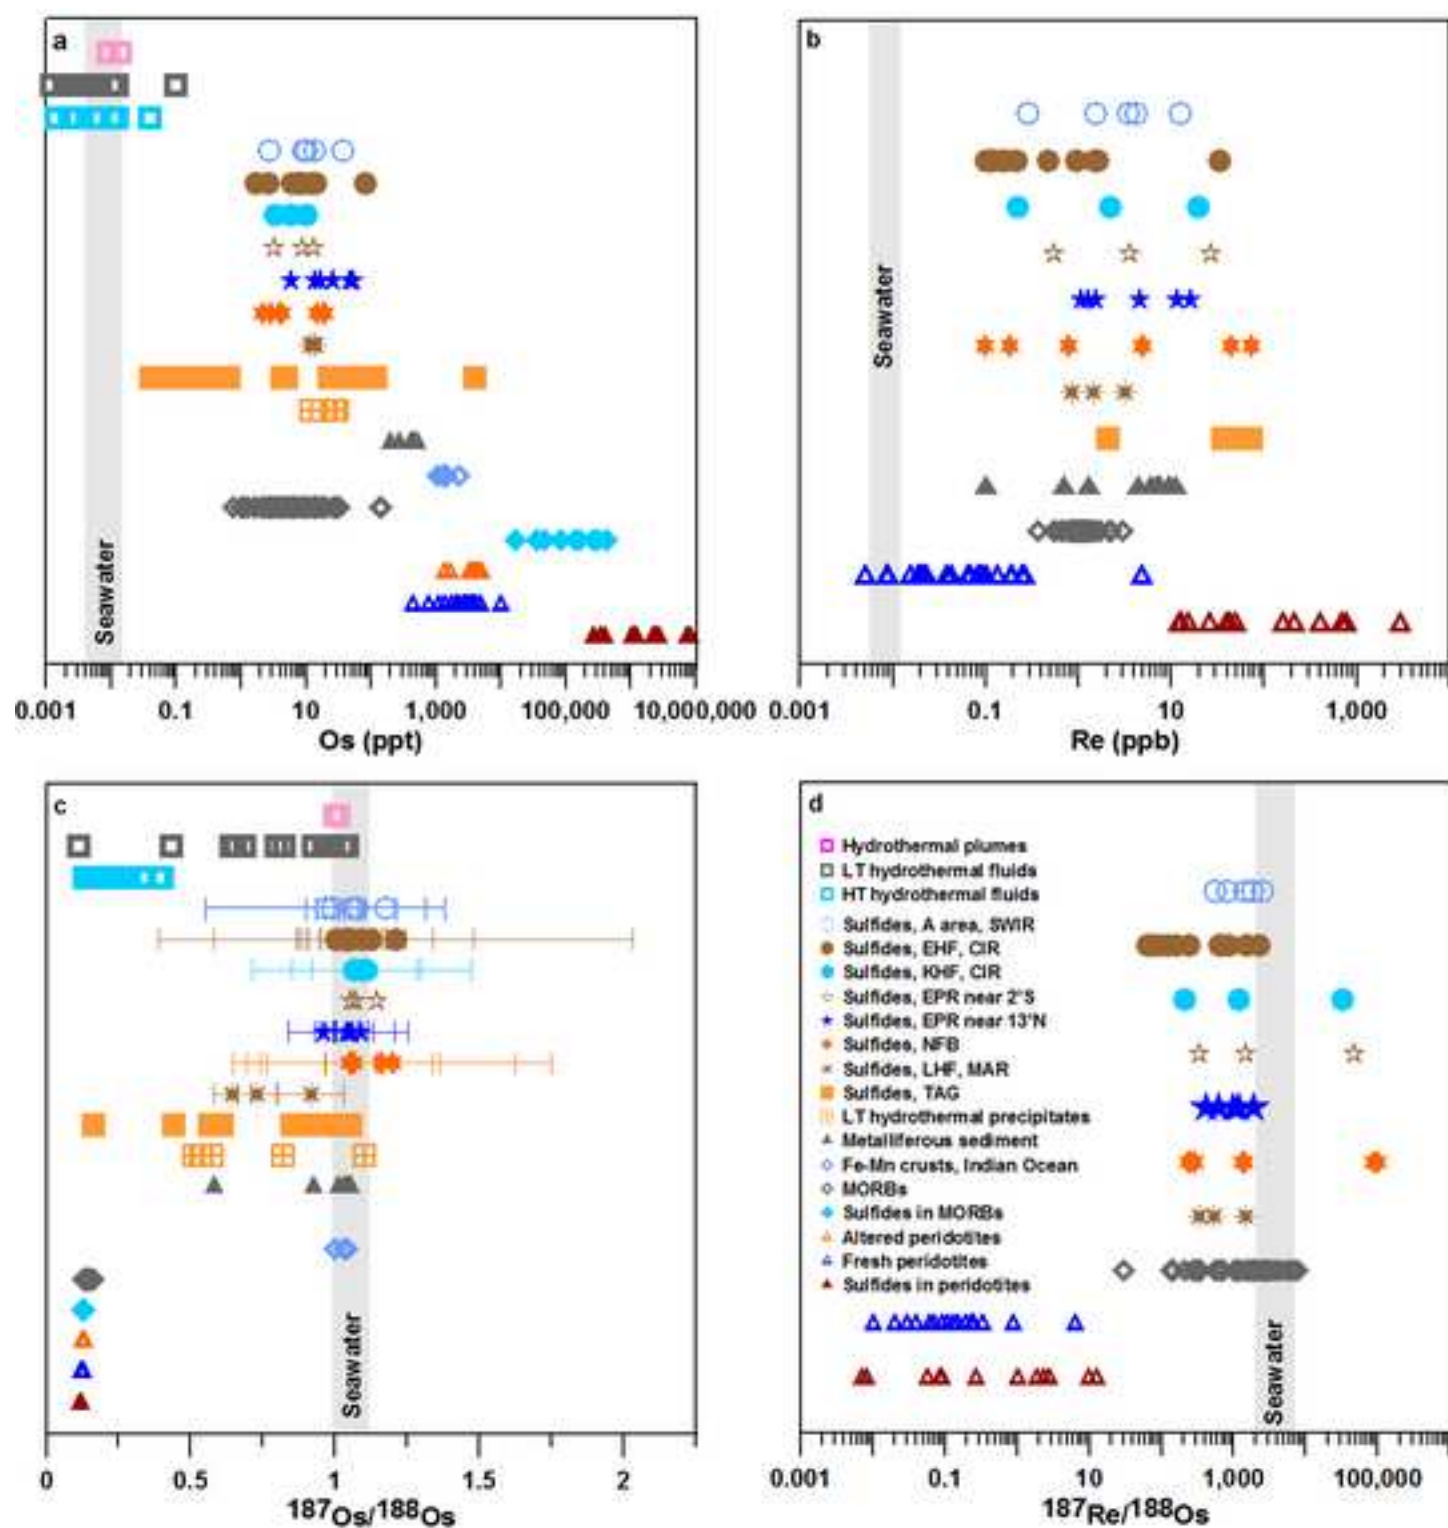 a
Seawater
0.001
0.1
10
1,000
100,000
10,000,000
Os (ppt)
b
Seawater
0.001
0.1
10
1,000
Re (ppb)
c
Seawater
0
0.5
1
1.5
2
187Os/188Os
d
Hydrothermal plumes
LT hydrothermal fluids
HT hydrothermal fluids
Sulfides, A area, SWIR
Sulfides, EHF, CIR
Sulfides, KHF, CIR
Sulfides, EPR near 2°S
Sulfides, EPR near 13°N
Sulfides, NFB
Sulfides, LHF, MAR
Sulfides, TAG
LT hydrothermal precipitates
Metalliferous sediment
Fe-Mn crusts, Indian Ocean
MORBs
Sulfides in MORBs
Altered peridotites
Fresh peridotites
Sulfides in peridotites
Seawater
0.001
0.1
10
1,000
100,000
187Re/188Os